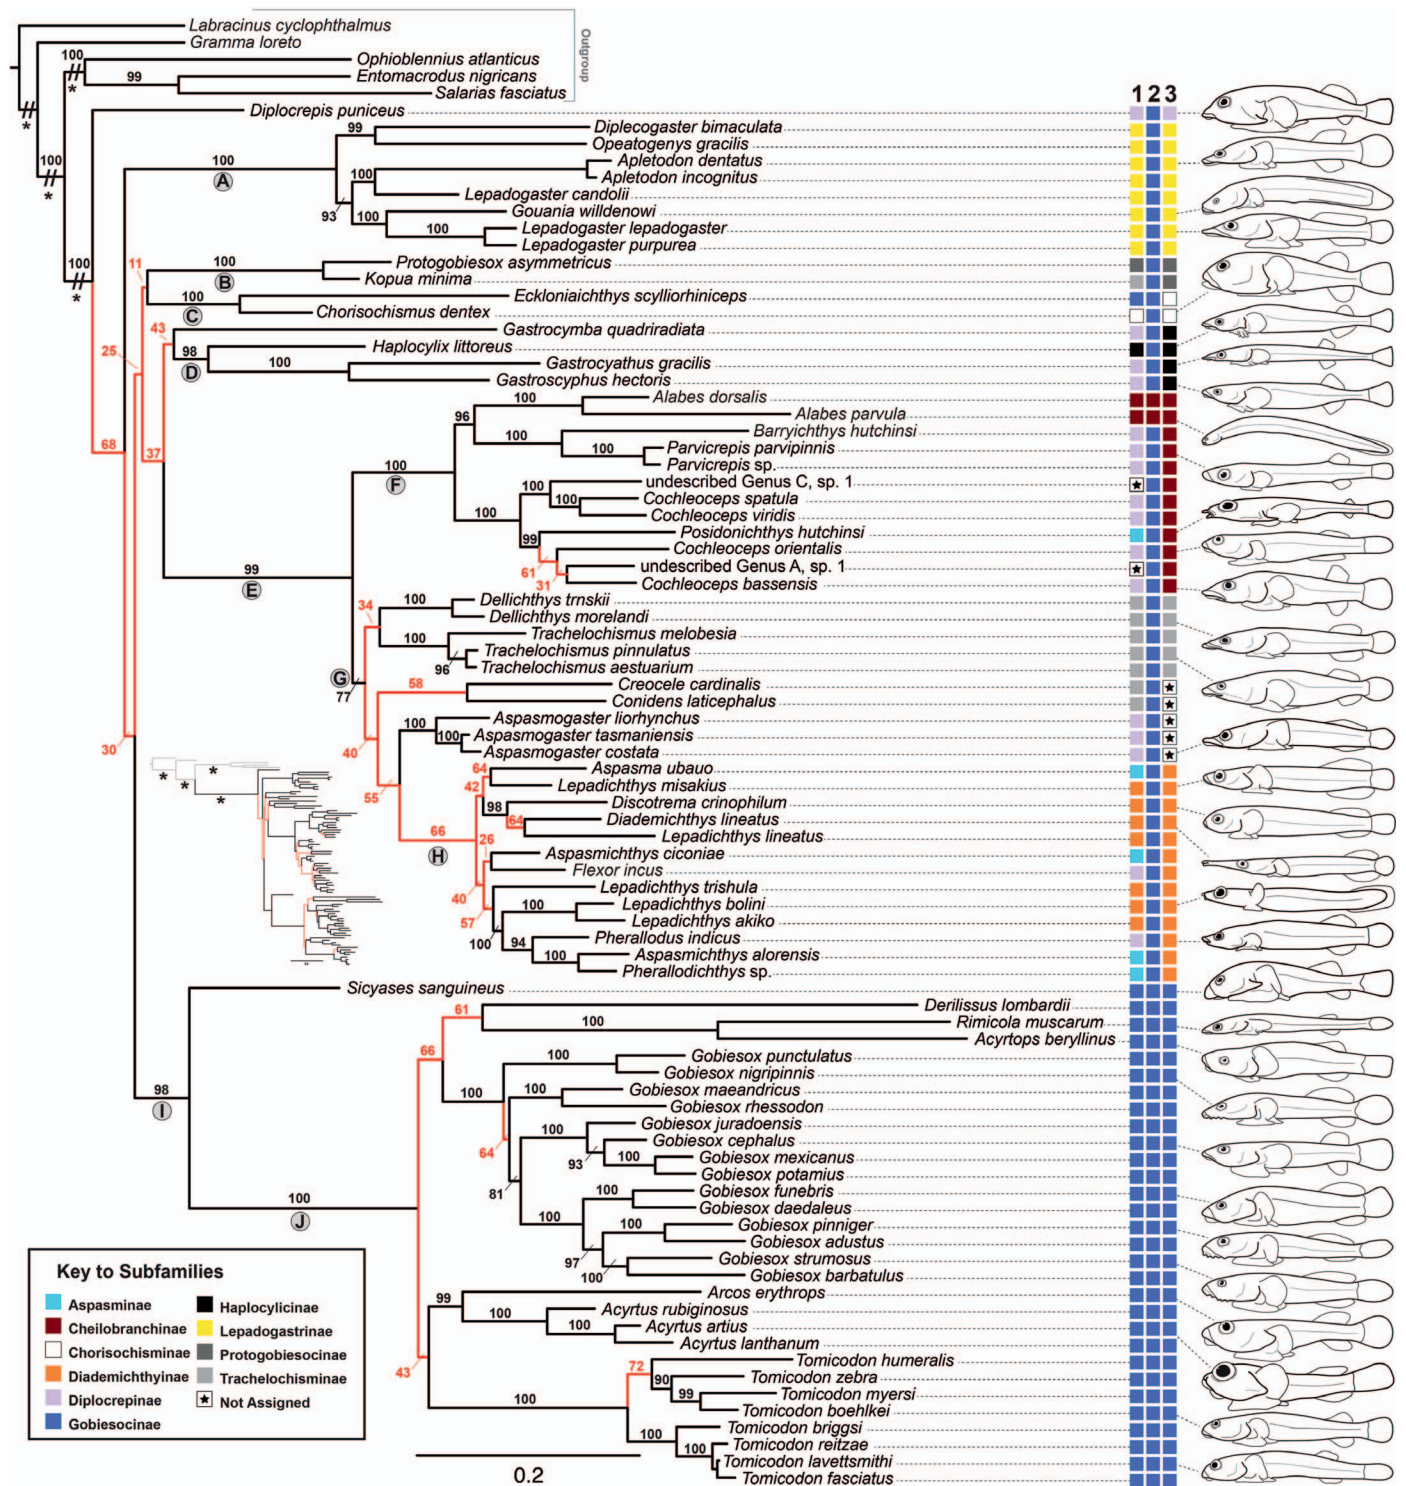 Labracinus cyclophthalmus
Gramma loreto
Outgroup
100
Ophioblennius atlanticus
99
Entomacrodus nigricans
Salarias fasciatus
*
*
1 2 3
Diplocrepis puniceus
99
Diplecogaster bimaculata
Opeatogenys gracilis
100
100
Apletodon dentatus
Apletodon incognitus
A
100
Lepadogaster candolii
93
100
Gouania willdenowi
100
Lepadogaster lepadogaster
Lepadogaster purpurea
*
100
*
11
100
Protogobiesox asymmetricus
B
Kopua minima
100
Eckloniaichthys scylliorhiniceps
C
Chorisochismus dentex
43
Gastrocymba quadriradiata
25
98
Haplocylix littoreus
D
100
Gastrocyathus gracilis
Gastroscyphus hectoris
100
Alabes dorsalis
96
Alabes parvula
68
37
100
Barryichthys hutchinsi
100
Parvicrepis parvipinnis
100
Parvicrepis sp.
F
100
undescribed Genus C, sp. 1
100
Cochleoceps spatula
100
Cochleoceps viridis
99
Posidonichthys hutchinsi
Cochleoceps orientalis
61
undescribed Genus A, sp. 1
31
Cochleoceps bassensis
99
E
34
100
Dellichthys trnskii
Dellichthys morelandi
100
Trachelochismus melobesia
96
Trachelochismus pinnulatus
Trachelochismus aestuarium
G
77
58
Creocele cardinalis
Conidens laticephalus
100
Aspasmogaster liorhynchus
100
Aspasmogaster tasmaniensis
30
40
Aspasmogaster costata
* * * *
64
Aspasma ubauo
55
42
Lepadichthys misakius
98
Discotrema crinophilum
64
Diademichthys lineatus
66
26
Lepadichthys lineatus
H
Aspasmichthys ciconiae
Flexor incus
40
Lepadichthys trishula
57
100
Lepadichthys bolini
Lepadichthys akiko
100
94
Pherallodus indicus
100
Aspasmichthys alorensis
Pherallodichthys sp.
Sicyases sanguineus
61
Derilissus lombardii
100
Rimicola muscarum
Acyrtops beryllinus
66
100
Gobiesox punctulatus
Gobiesox nigripinnis
98
I
100
100
Gobiesox maeandricus
Gobiesox rhessodon
64
100
Gobiesox juradoensis
Gobiesox cephalus
93
100
Gobiesox mexicanus
Gobiesox potamius
81
100
Gobiesox funebris
100
J
Gobiesox daedaleus
100
100
Gobiesox pinniger
Gobiesox adustus
97
Gobiesox strumosus
100
Gobiesox barbatulus
99
Arcos erythrops
100
Acyrtus rubiginosus
100
Acyrtus artius
Acyrtus lanthanum
43
72
Tomicodon humeralis
90
Tomicodon zebra
99
Tomicodon myersi
100
Tomicodon boehlkei
Tomicodon briggsi
100
100
Tomicodon reitzae
Tomicodon lavettsmithi
Tomicodon fasciatus
0.2
Key to Subfamilies
Aspasminae
Cheilobranchinae
Chorisochisminae
Diademichthyinae
Diplocrepinae
Gobiesocinae
Haplocylicinae
Lepadogastrinae
Protogobiesocinae
Trachelochisminae
Not Assigned